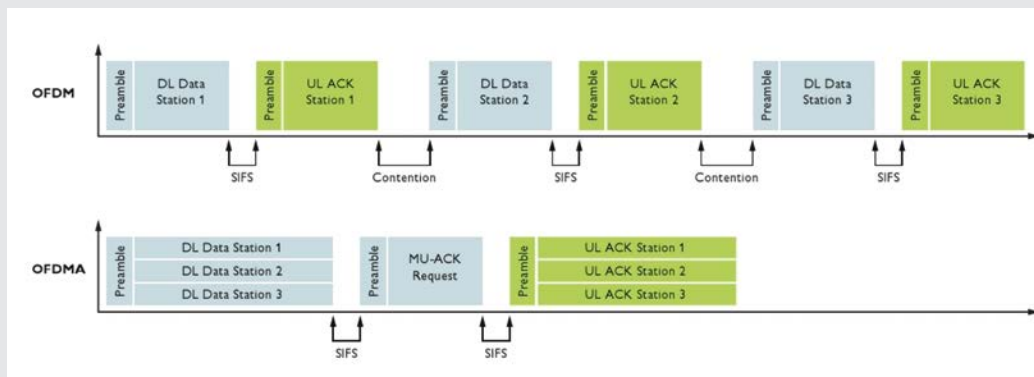 OFDM
Preamble
DL Data
Station 1
Preamble
UL ACK
Station 1
Preamble
DL Data
Station 2
Preamble
UL ACK
Station 2
Preamble
DL Data
Station 3
Preamble
UL ACK
Station 3
SIFS
Contention
SIFS
Contention
SIFS
OFDMA
Preamble
DL Data Station 1
DL Data Station 2
DL Data Station 3
Preamble
MU-ACK
Request
Preamble
UL ACK Station 1
UL ACK Station 2
UL ACK Station 3
SIFS
SIFS